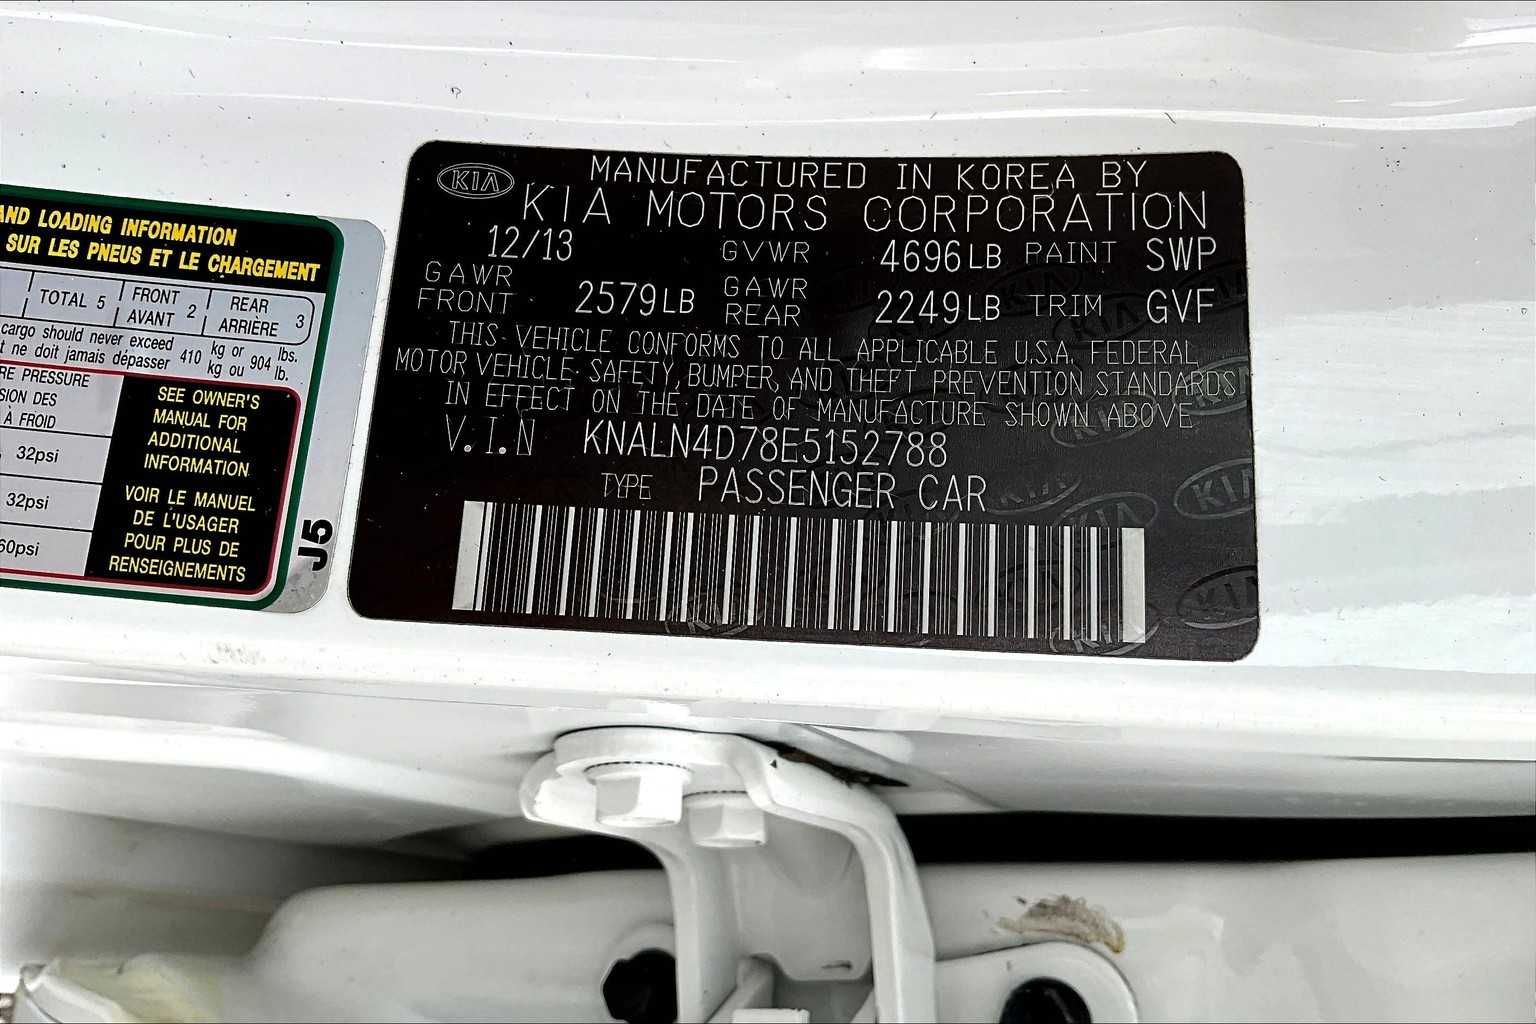 AND LOADING INFORMATION
SUR LES PNEUS ET LE CHARGEMENT
TOTAL 5
FRONT
AVANT 2
REAR
ARRIÈRE 3
cargo should never exceed kg or lbs.
410 904
t ne doit jamais dépasser kg ou lb.
RE PRESSURE
SION DES
À FROID
32psi
32psi
60psi
SEE OWNER'S
MANUAL FOR
ADDITIONAL
INFORMATION
VOIR LE MANUEL
DE L'USAGER
POUR PLUS DE
RENSEIGNEMENTS
J5
KIA
MANUFACTURED IN KOREA BY
KIA MOTORS CORPORATION
12/13 GVWR 4696LB PAINT SWP
GAWR FRONT 2579LB GAWR REAR 2249LB TRIM GVF
THIS VEHICLE CONFORMS TO ALL APPLICABLE U.S.A. FEDERAL
MOTOR VEHICLE SAFETY, BUMPER, AND THEFT PREVENTION STANDARDS
IN EFFECT ON THE DATE OF MANUFACTURE SHOWN ABOVE
V.I.N KNALN4D78E5152788
TYPE PASSENGER CAR